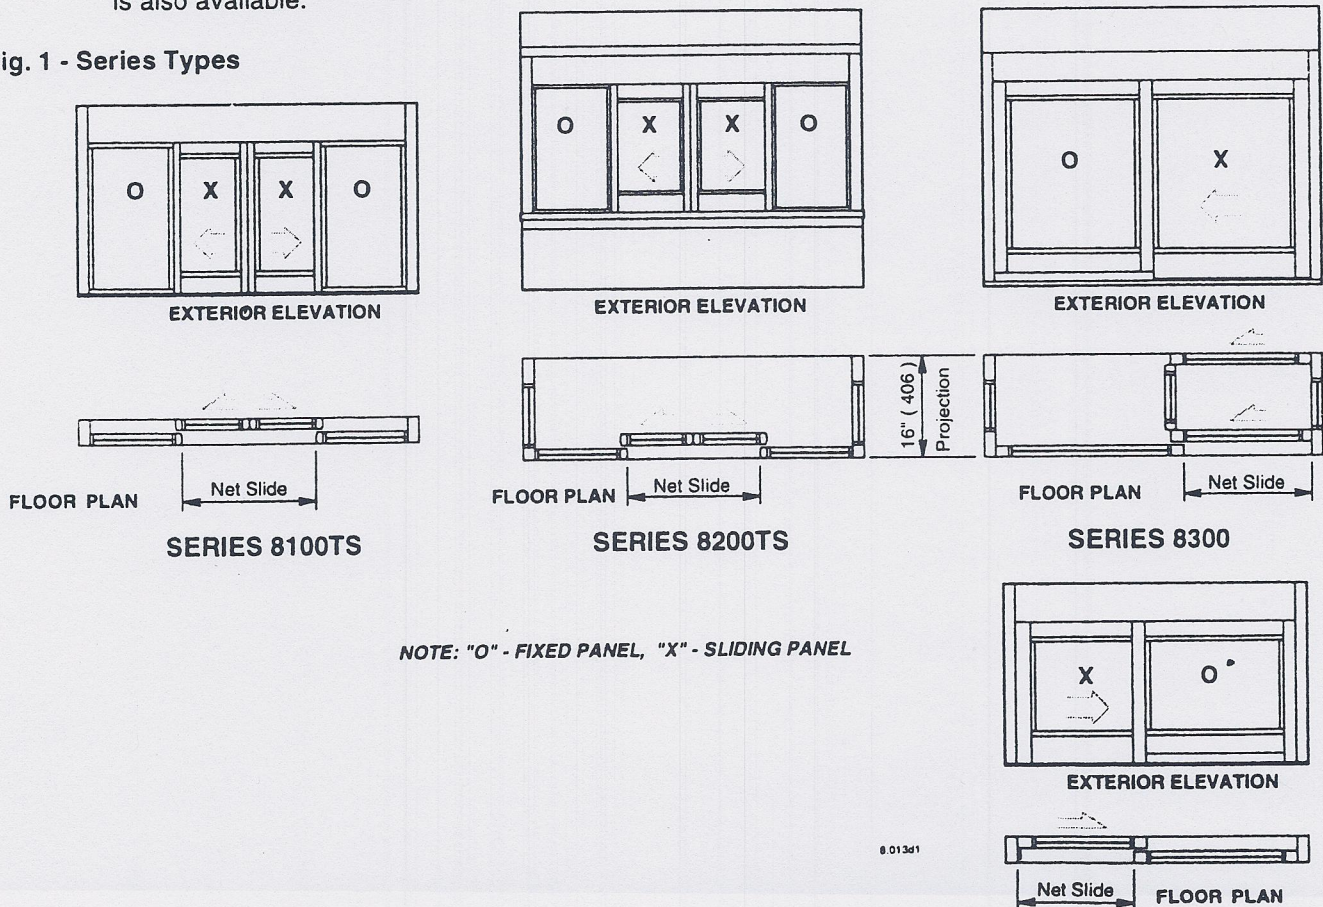 is also available.
ig. 1 - Series Types
O X X O
EXTERIOR ELEVATION
FLOOR PLAN
Net Slide
SERIES 8100TS
O X X O
EXTERIOR ELEVATION
16" ( 406 )
Projection
FLOOR PLAN
Net Slide
SERIES 8200TS
O X
EXTERIOR ELEVATION
FLOOR PLAN
Net Slide
SERIES 8300
NOTE: "O" - FIXED PANEL, "X" - SLIDING PANEL
X O
EXTERIOR ELEVATION
8.013d1
Net Slide
FLOOR PLAN